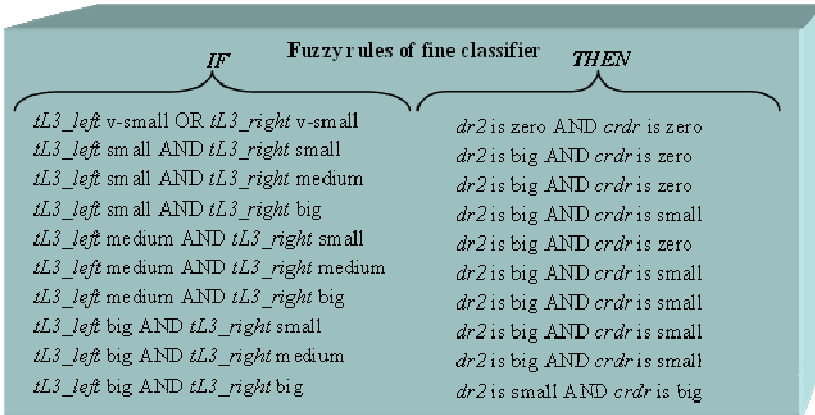 Fuzzy rules of fine classifier
IF THEN
tL3_left v-small OR tL3_right v-small dr2 is zero AND crdr is zero
tL3_left small AND tL3_right small dr2 is big AND crdr is zero
tL3_left small AND tL3_right medium dr2 is big AND crdr is zero
tL3_left small AND tL3_right big dr2 is big AND crdr is small
tL3_left medium AND tL3_right small dr2 is big AND crdr is zero
tL3_left medium AND tL3_right medium dr2 is big AND crdr is small
tL3_left medium AND tL3_right big dr2 is big AND crdr is small
tL3_left big AND tL3_right small dr2 is big AND crdr is small
tL3_left big AND tL3_right medium dr2 is big AND crdr is small
tL3_left big AND tL3_right big dr2 is small AND crdr is big